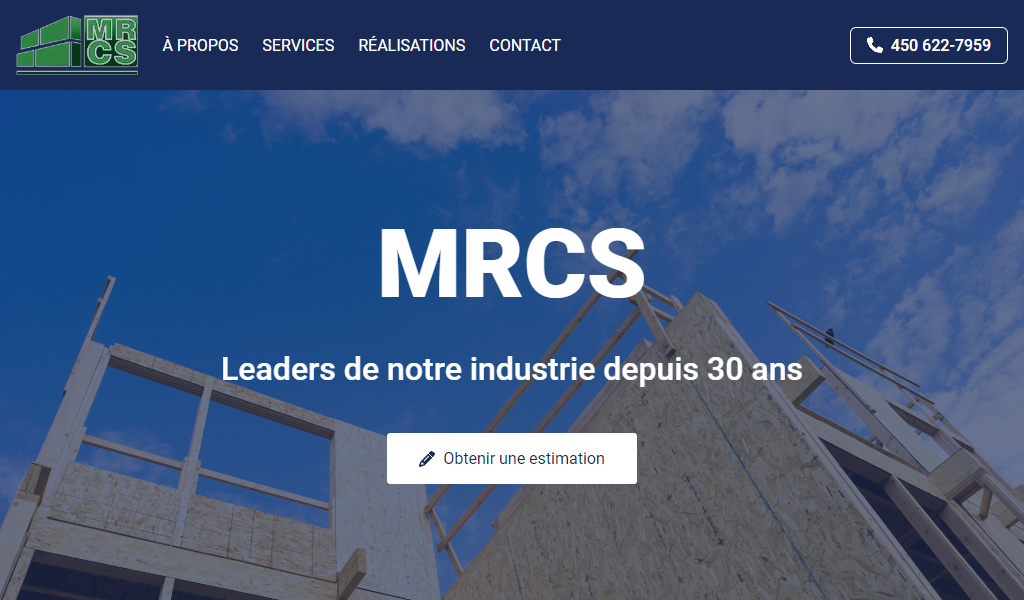 MR
CS
À PROPOS
SERVICES
RÉALISATIONS
CONTACT
450 622-7959
MRCS
Leaders de notre industrie depuis 30 ans
Obtenir une estimation